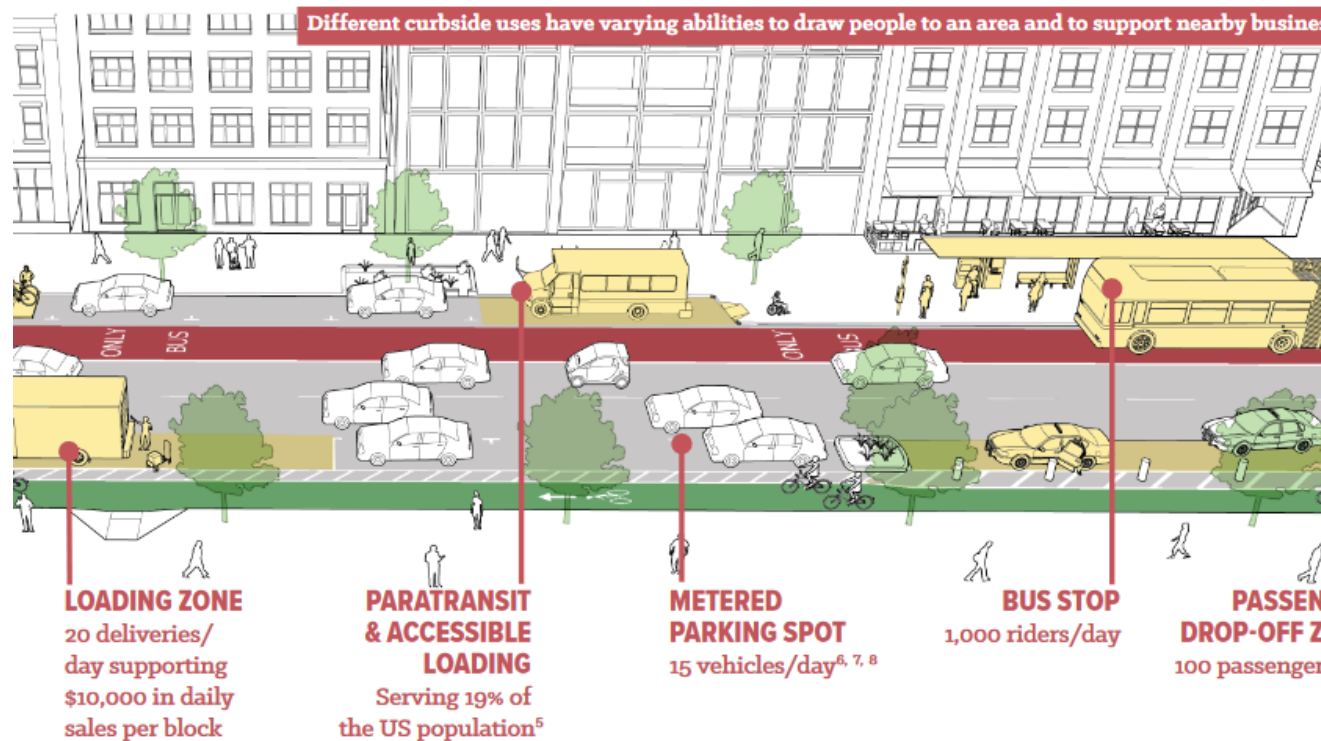 Different curbside uses have varying abilities to draw people to an area and to support nearby
ONLY
BUS
ONLY
BUS
LOADING ZONE
20 deliveries/
day supporting
$10,000 in daily
sales per block
PARATRANSIT
& ACCESSIBLE
LOADING
Serving 19% of
the US population⁵
METERED
PARKING SPOT
15 vehicles/day⁶, ⁷, ⁸
BUS STOP
1,000 riders/day
DROP-OFF
100